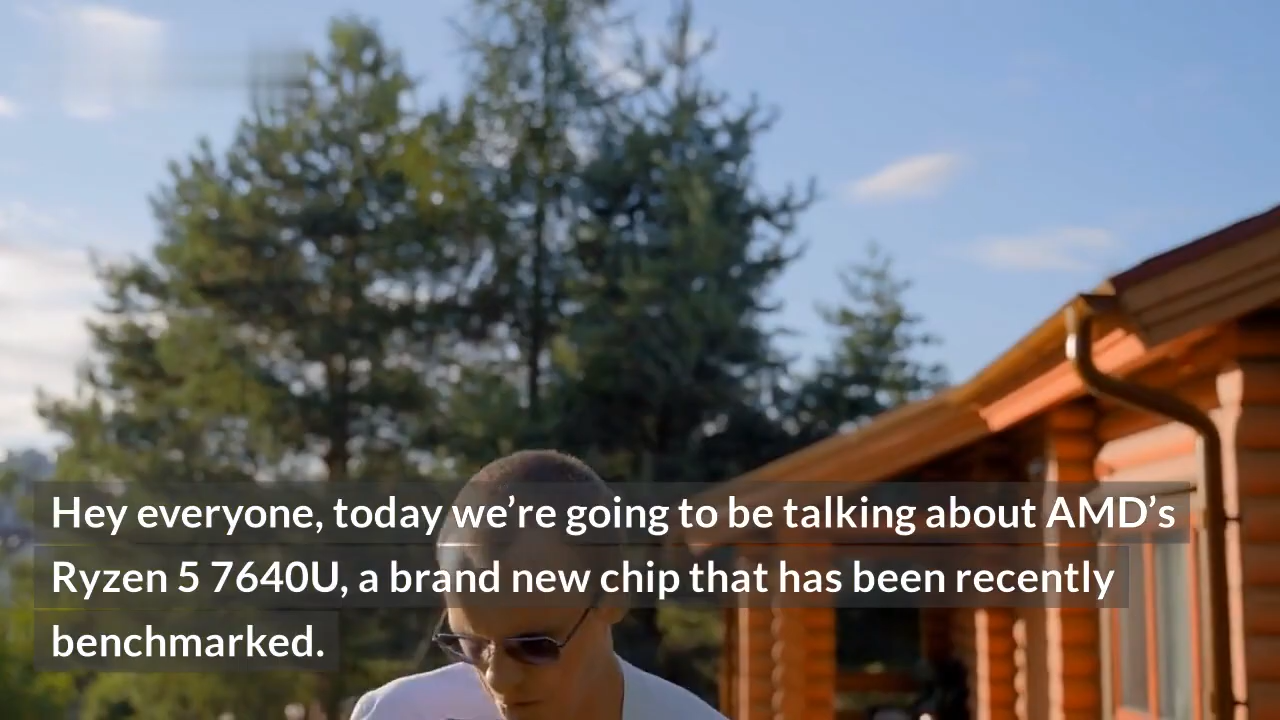 Hey everyone, today we’re going to be talking about AMD’s
Ryzen 5 7640U, a brand new chip that has been recently
benchmarked.